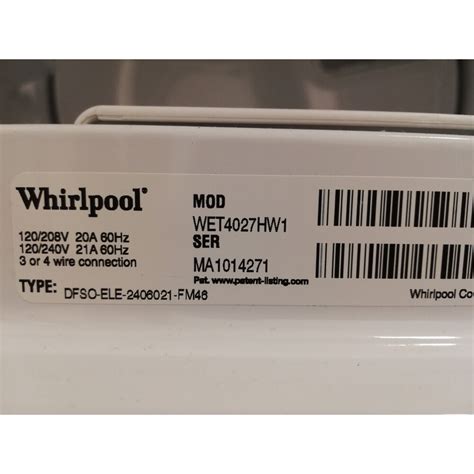 Whirlpool®
MOD
WET4027HW1
SER
MA1014271
Pat. www.patent-listing.com
120/208V 20A 60Hz
120/240V 21A 60Hz
3 or 4 wire connection
TYPE: DFSO-ELE-2406021-FM46
Whirlpool Co